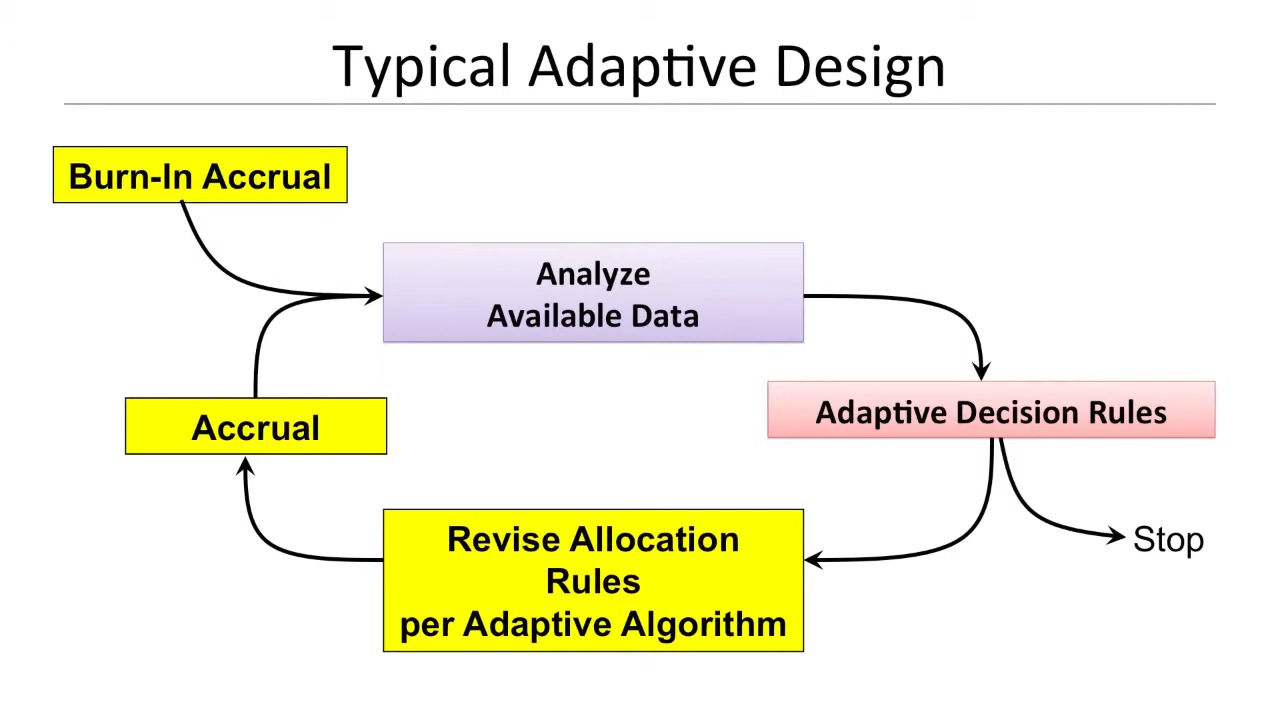 Typical Adaptive Design
Burn-In Accrual
Analyze
Available Data
Adaptive Decision Rules
Accrual
Revise Allocation
Rules
per Adaptive Algorithm
Stop